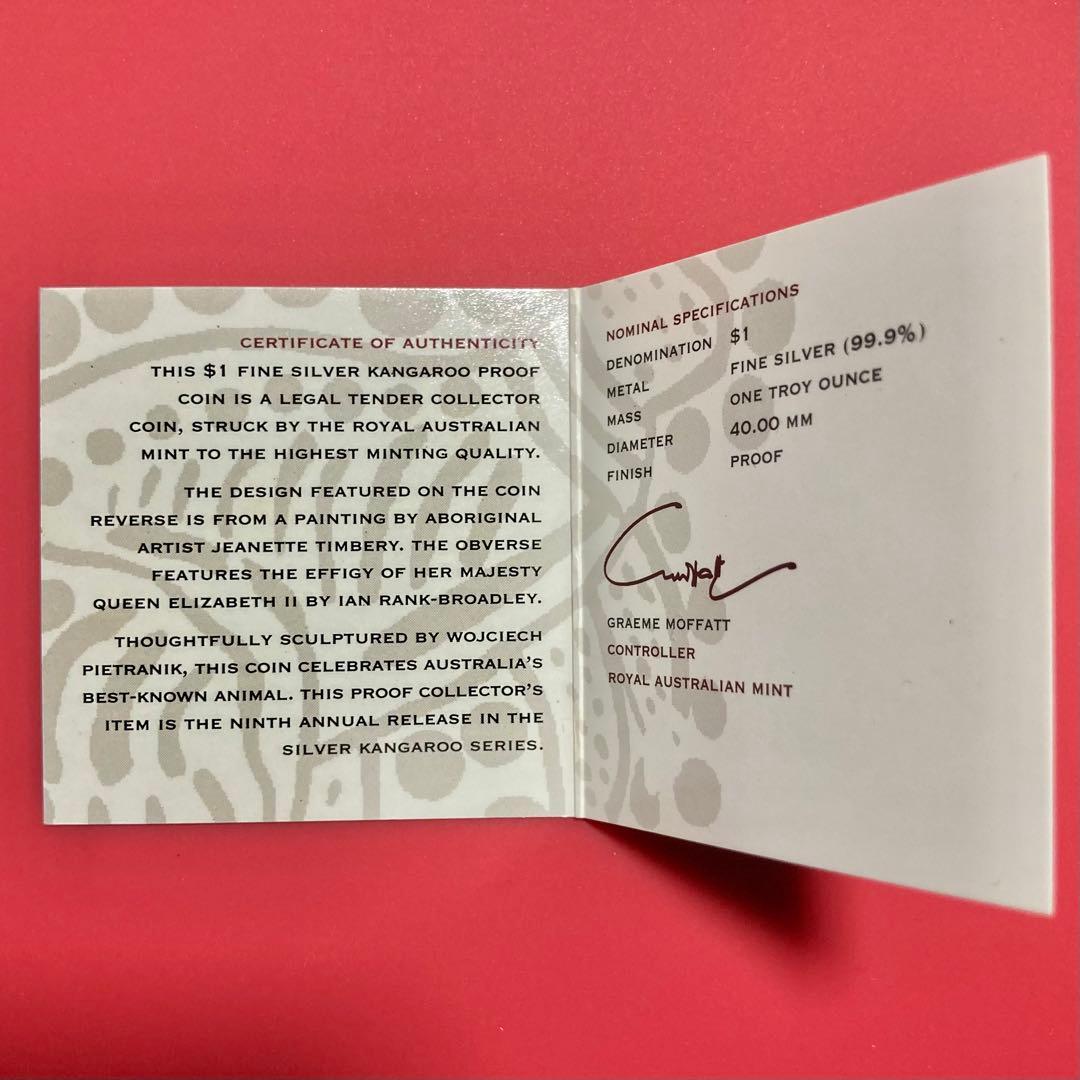 CERTIFICATE OF AUTHENTICITY
THIS $1 FINE SILVER KANGAROO PROOF
COIN IS A LEGAL TENDER COLLECTOR
COIN, STRUCK BY THE ROYAL AUSTRALIAN
MINT TO THE HIGHEST MINTING QUALITY.
THE DESIGN FEATURED ON THE COIN
REVERSE IS FROM A PAINTING BY ABORIGINAL
ARTIST JEANETTE TIMBERY. THE OBVERSE
FEATURES THE EFFIGY OF HER MAJESTY
QUEEN ELIZABETH II BY IAN RANK-BROADLEY.
THOUGHTFULLY SCULPTURED BY WOJCIECH
PIETRANIK, THIS COIN CELEBRATES AUSTRALIA'S
BEST-KNOWN ANIMAL. THIS PROOF COLLECTOR'S
ITEM IS THE NINTH ANNUAL RELEASE IN THE
SILVER KANGAROO SERIES.
NOMINAL SPECIFICATIONS
DENOMINATION $1
METAL FINE SILVER (99.9%)
MASS ONE TROY OUNCE
DIAMETER 40.00 MM
FINISH PROOF
GRAEME MOFFATT
CONTROLLER
ROYAL AUSTRALIAN MINT